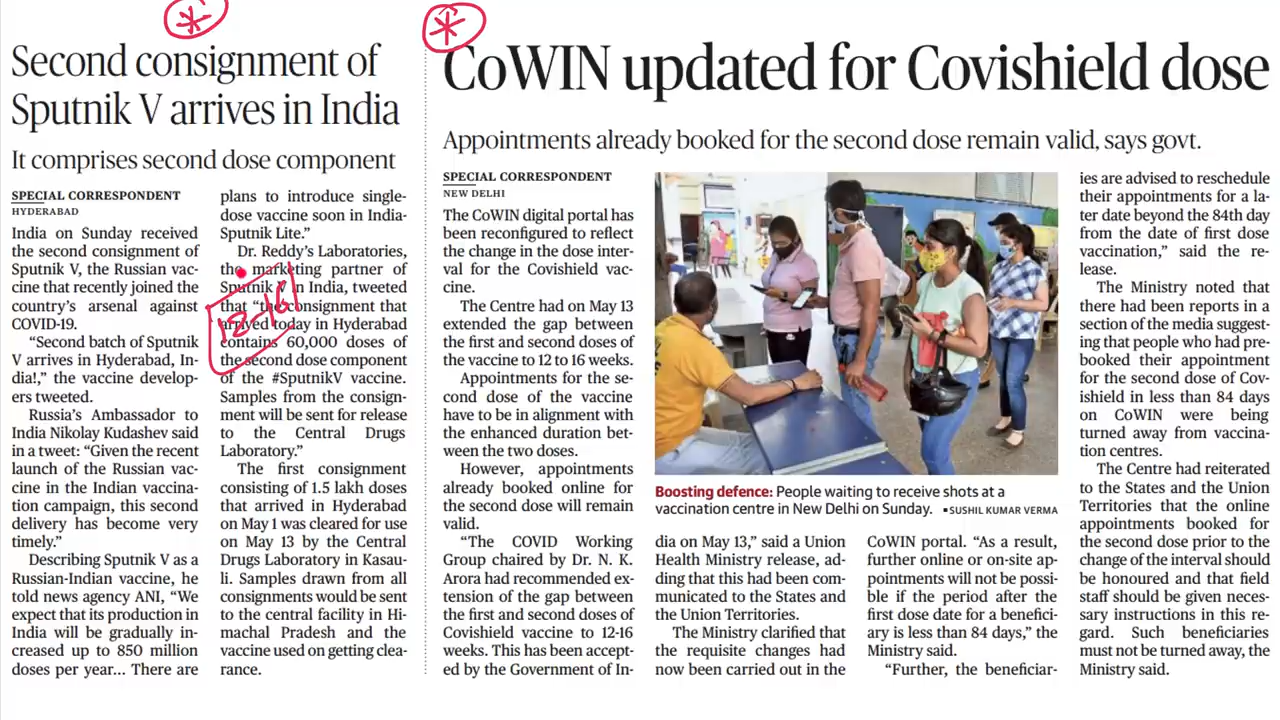 Second consignment of
Sputnik V arrives in India
It comprises second dose component
SPECIAL CORRESPONDENT
HYDERABAD
India on Sunday received
the second consignment of
Sputnik V, the Russian vac-
cine that recently joined the
country's arsenal against
COVID-19.
"Second batch of Sputnik
V arrives in Hyderabad, In-
dia!," the vaccine develop-
ers tweeted.
Russia's Ambassador to
India Nikolay Kudashev said
in a tweet: "Given the recent
launch of the Russian vac-
cine in the Indian vaccina-
tion campaign, this second
delivery has become very
timely."
Describing Sputnik V as a
Russian-Indian vaccine, he
told news agency ANI, "We
expect that its production in
India will be gradually in-
creased up to 850 million
doses per year... There are
plans to introduce single-
dose vaccine soon in India-
Sputnik Lite."
Dr. Reddy's Laboratories,
the marketing partner of
Sputnik V in India, tweeted
that "the consignment that
arrived today in Hyderabad
contains 60,000 doses of
the second dose component
of the #SputnikV vaccine.
Samples from the consign-
ment will be sent for release
to the Central Drugs
Laboratory."
The first consignment
consisting of 1.5 lakh doses
that arrived in Hyderabad
on May 1 was cleared for use
on May 13 by the Central
Drugs Laboratory in Kasau-
li. Samples drawn from all
consignments would be sent
to the central facility in Hi-
machal Pradesh and the
vaccine used on getting clea-
rance.
12-16
CoWIN updated for Covishield dose
Appointments already booked for the second dose remain valid, says govt.
SPECIAL CORRESPONDENT
NEW DELHI
The CoWIN digital portal has
been reconfigured to reflect
the change in the dose inter-
val for the Covishield vac-
cine.
The Centre had on May 13
extended the gap between
the first and second doses of
the vaccine to 12 to 16 weeks.
Appointments for the se-
cond dose of the vaccine
have to be in alignment with
the enhanced duration bet-
ween the two doses.
However, appointments
already booked online for
the second dose will remain
valid.
"The COVID Working
Group chaired by Dr. N. K.
Arora had recommended ex-
tension of the gap between
the first and second doses of
Covishield vaccine to 12-16
weeks. This has been accept-
ed by the Government of In-
Boosting defence: People waiting to receive shots at a
vaccination centre in New Delhi on Sunday. ▪SUSHIL KUMAR VERMA
dia on May 13," said a Union
Health Ministry release, ad-
ding that this had been com-
municated to the States and
the Union Territories.
The Ministry clarified that
the requisite changes had
now been carried out in the
CoWIN portal. "As a result,
further online or on-site ap-
pointments will not be possi-
ble if the period after the
first dose date for a benefici-
ary is less than 84 days," the
Ministry said.
"Further, the beneficiar-
ies are advised to reschedule
their appointments for a la-
ter date beyond the 84th day
from the date of first dose
vaccination," said the re-
lease.
The Ministry noted that
there had been reports in a
section of the media suggest-
ing that people who had pre-
booked their appointment
for the second dose of Cov-
ishield in less than 84 days
on CoWIN were being
turned away from vaccina-
tion centres.
The Centre had reiterated
to the States and the Union
Territories that the online
appointments booked for
the second dose prior to the
change of the interval should
be honoured and that field
staff should be given neces-
sary instructions in this re-
gard. Such beneficiaries
must not be turned away, the
Ministry said.